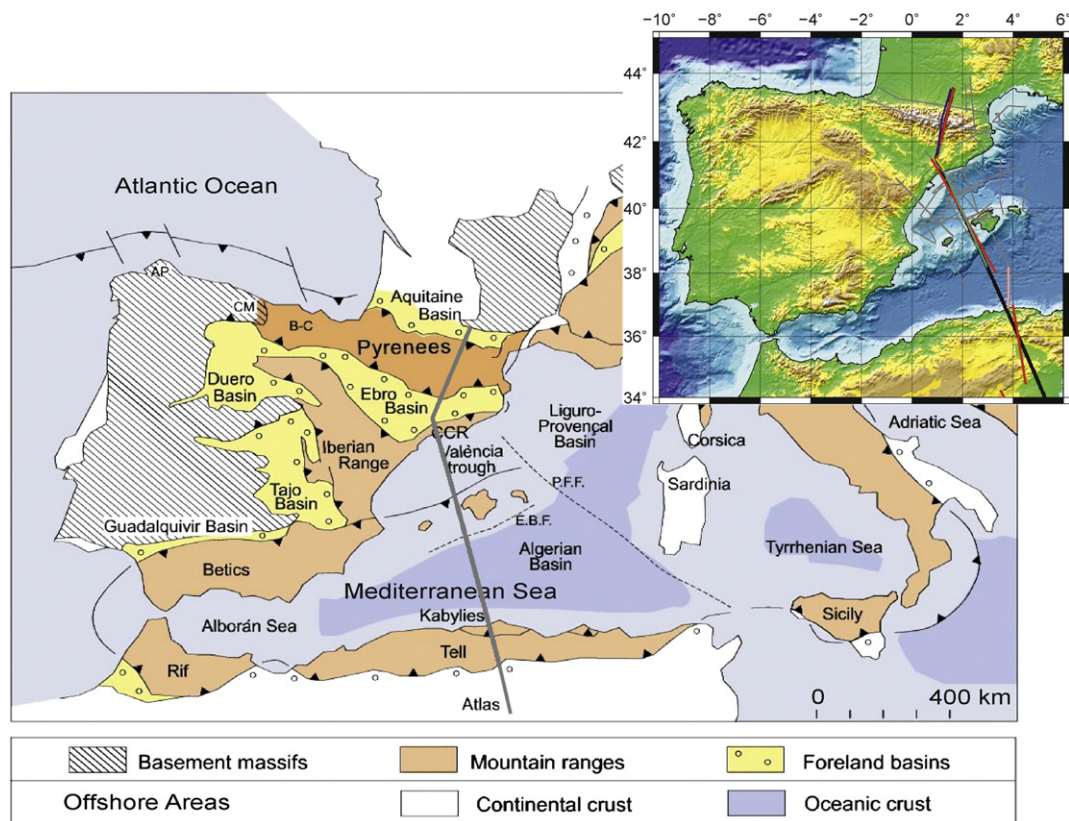 -10° -8° -6° -4° -2° 0° 2° 4° 6°
44°
42°
40°
38°
36°
34°
Atlantic Ocean
AP
CM
B-C
Aquitaine
Basin
Pyrenees
Duero
Basin
Ebro
Basin
Iberian
Range
CCR
València
trough
Liguro-
Provençal
Basin
Corsica
Adriatic Sea
Sardinia
P.F.F.
Tajo
Basin
E.B.F.
Guadalquivir Basin
Algerian
Basin
Tyrrhenian Sea
Betics
Mediterranean Sea
Kabylies
Alborán Sea
Sicily
Tell
Rif
Atlas
0 400 km
Basement massifs
Mountain ranges
Foreland basins
Offshore Areas
Continental crust
Oceanic crust